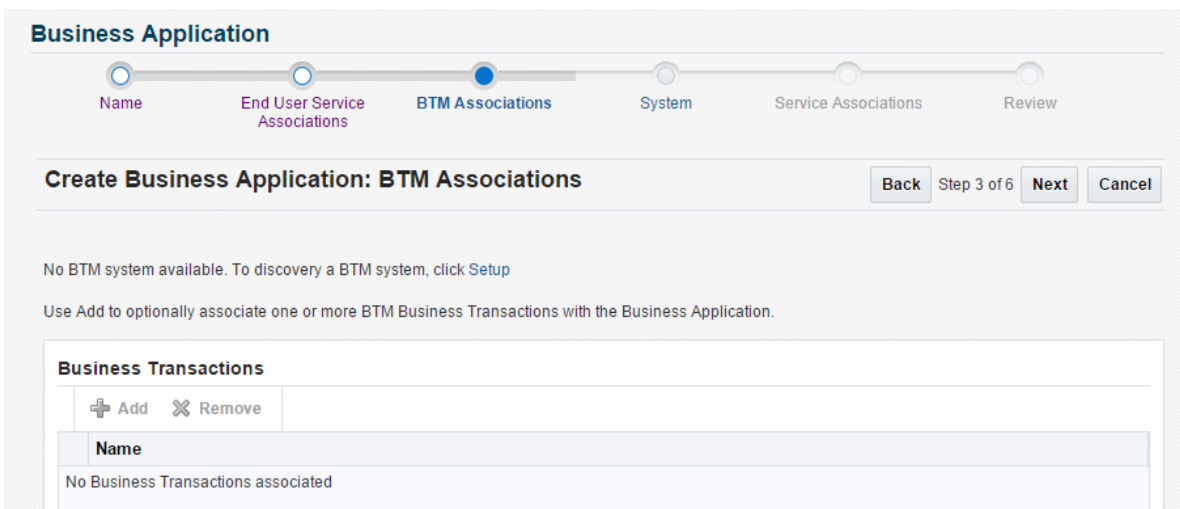 Business Application
Name
End User Service
Associations
BTM Associations
System
Service Associations
Review
Create Business Application: BTM Associations
Back Step 3 of 6 Next Cancel
No BTM system available. To discovery a BTM system, click Setup
Use Add to optionally associate one or more BTM Business Transactions with the Business Application.
Business Transactions
Add Remove
Name
No Business Transactions associated